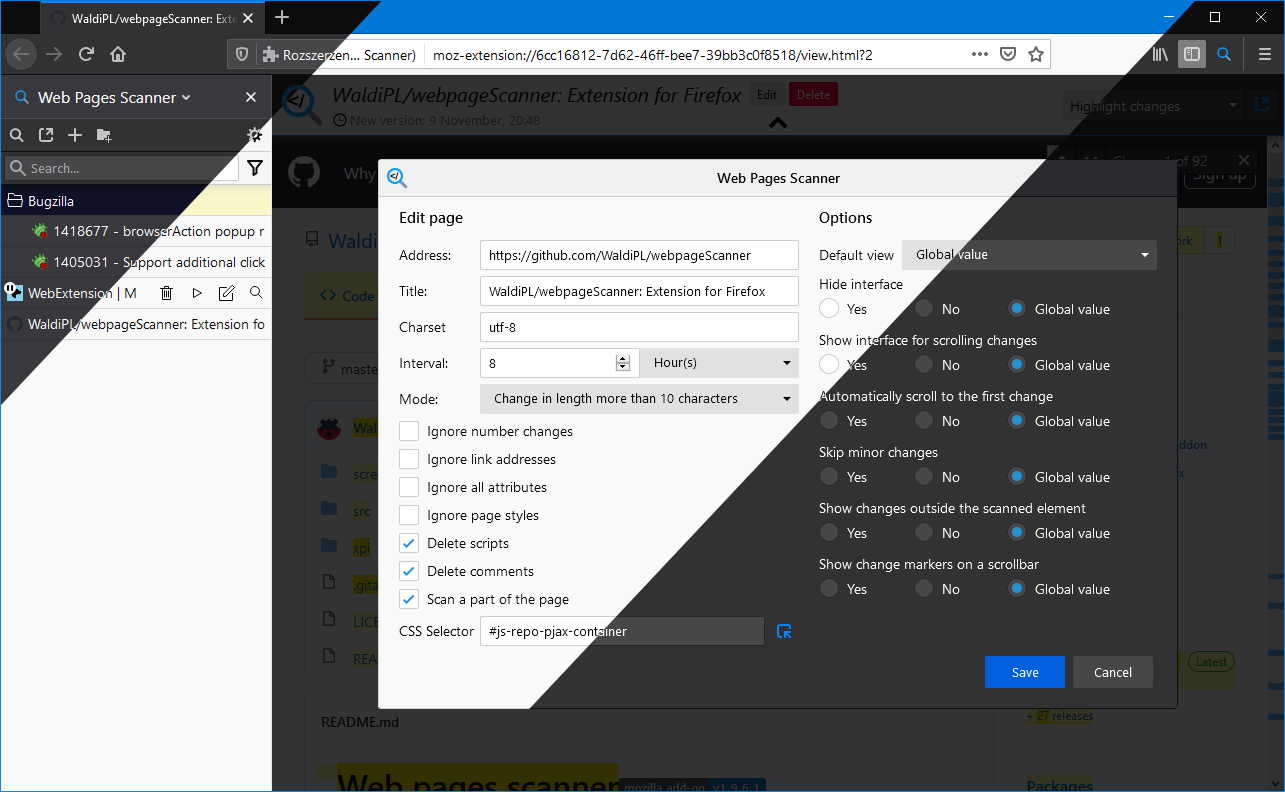 WaldiPL/webpageScanner: Exte
Rozszerzen... Scanner)
moz-extension://6cc16812-7d62-46ff-bee7-39bb3c0f8518/view.html?2
Web Pages Scanner
WaldiPL/webpageScanner: Extension for Firefox
Edit
Delete
Highlight changes
New version: 9 November, 20:48
Search...
Bugzilla
1418677 - browserAction popup r
1405031 - Support additional click
WebExtension | M
WaldiPL/webpageScanner: Extension fo
Why
of 92
Sign up
Waldi
1
Code
maste
Wal
scre
src
xpi
.gita
LICE
REA
Latest
+ 27 releases
README.md
Web pages scanner
mozilla add-on v1.9.6.1
Packages
Web Pages Scanner
Edit page
Address: https://github.com/WaldiPL/webpageScanner
Title: WaldiPL/webpageScanner: Extension for Firefox
Charset utf-8
Interval: 8 Hour(s)
Mode: Change in length more than 10 characters
Ignore number changes
Ignore link addresses
Ignore all attributes
Ignore page styles
Delete scripts
Delete comments
Scan a part of the page
CSS Selector #js-repo-pjax-container
Options
Default view Global value
Hide interface
Yes No Global value
Show interface for scrolling changes
Yes No Global value
Automatically scroll to the first change
Yes No Global value
Skip minor changes
Yes No Global value
Show changes outside the scanned element
Yes No Global value
Show change markers on a scrollbar
Yes No Global value
Save
Cancel